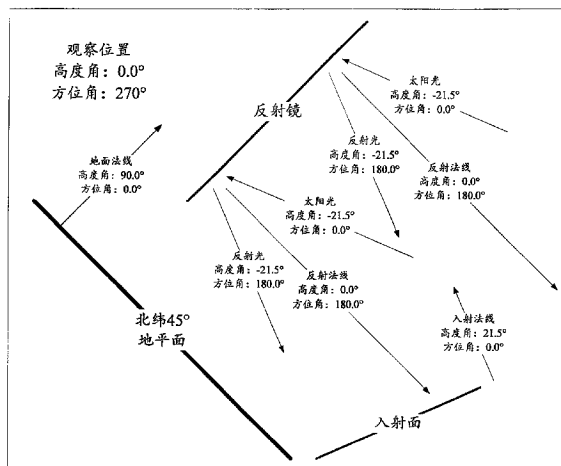 观察位置
高度角：0.0°
方位角：270°
太阳光
高度角：-21.5°
方位角：0.0°
反射镜
地面法线
高度角：90.0°
方位角：0.0°
反射光
高度角：-21.5°
方位角：180.0°
反射法线
高度角：0.0°
方位角：180.0°
太阳光
高度角：-21.5°
方位角：0.0°
反射光
高度角：-21.5°
方位角：180.0°
反射法线
高度角：0.0°
方位角：180.0°
北纬45°
地平面
入射法线
高度角：21.5°
方位角：0.0°
入射面